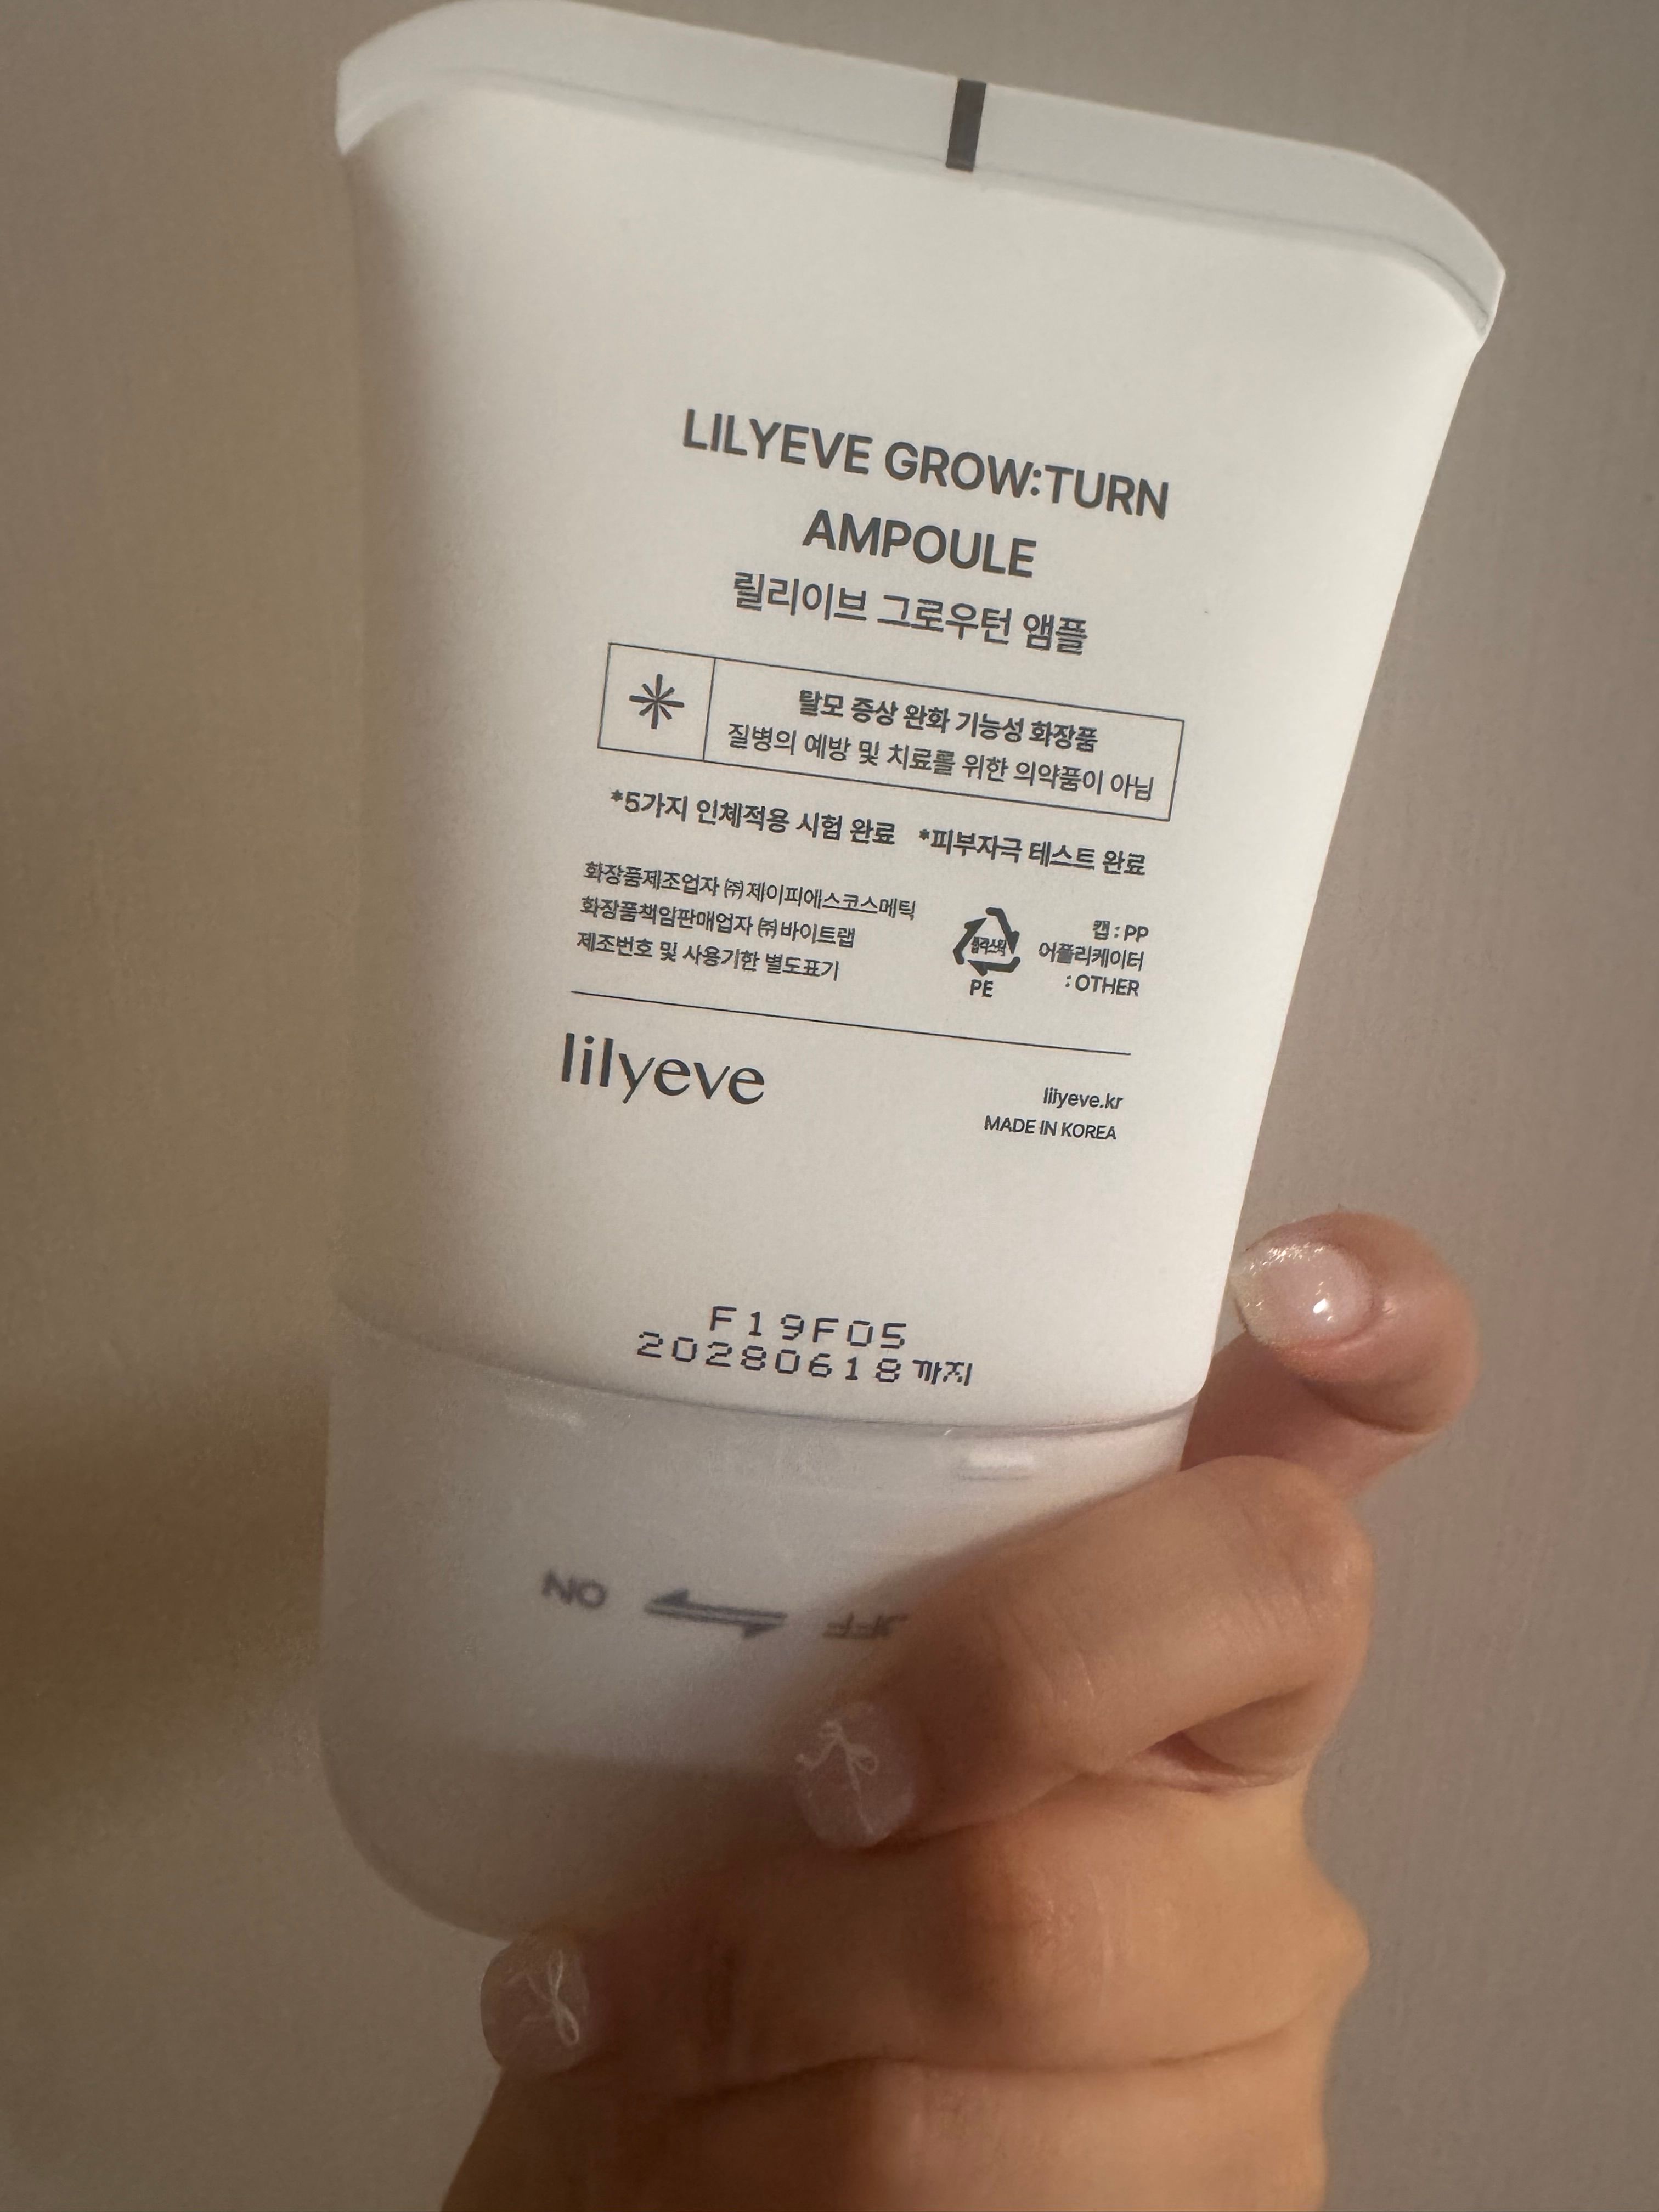 LILYEVE GROW:TURN
AMPOULE
릴리이브 그로우턴 앰플
탈모 증상 완화 기능성 화장품
질병의 예방 및 치료를 위한 의약품이 아님
*5가지 인체적용 시험 완료 *피부자극 테스트 완료
화장품제조업자 ㈜제이피에스코스메틱
화장품책임판매업자 ㈜바이트랩
제조번호 및 사용기한 별도표기
플라스틱
PE
캡 : PP
어플리케이터
: OTHER
lilyeve
lilyeve.kr
MADE IN KOREA
F19F05
20280618까지
ON OFF